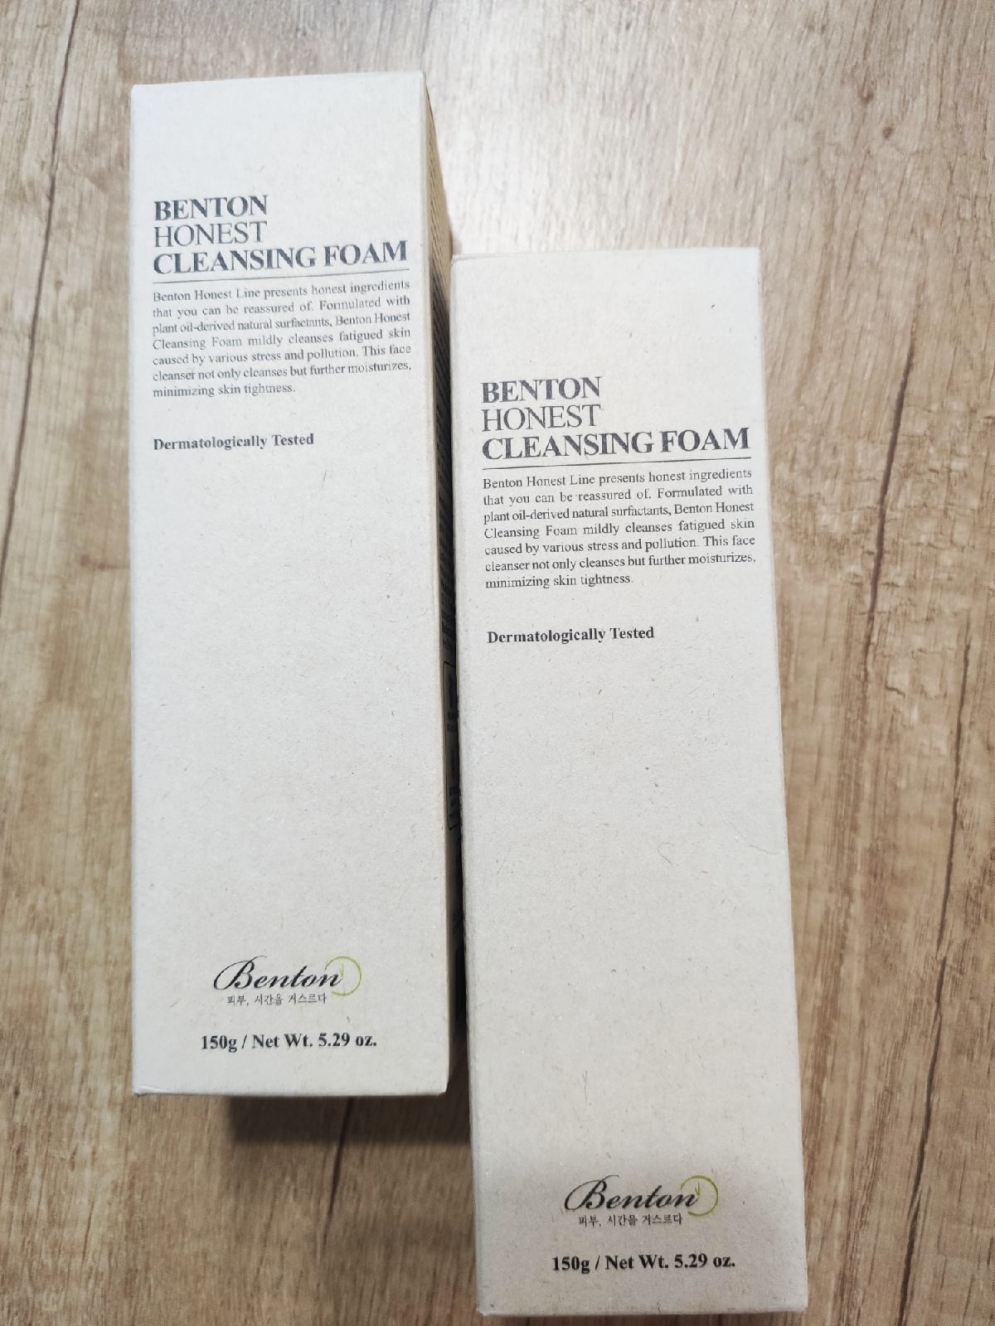 BENTON
HONEST
CLEANSING FOAM
Benton Honest Line presents honest ingredients
that you can be reassured of. Formulated with
plant oil-derived natural surfactants, Benton Honest
Cleansing Foam mildly cleanses fatigued skin
caused by various stress and pollution. This face
cleanser not only cleanses but further moisturizes,
minimizing skin tightness.
Dermatologically Tested
Benton
피부, 시간을 거스르다
150g / Net Wt. 5.29 oz.
BENTON
HONEST
CLEANSING FOAM
Benton Honest Line presents honest ingredients
that you can be reassured of. Formulated with
plant oil-derived natural surfactants, Benton Honest
Cleansing Foam mildly cleanses fatigued skin
caused by various stress and pollution. This face
cleanser not only cleanses but further moisturizes,
minimizing skin tightness.
Dermatologically Tested
Benton
피부, 시간을 거스르다
150g / Net Wt. 5.29 oz.